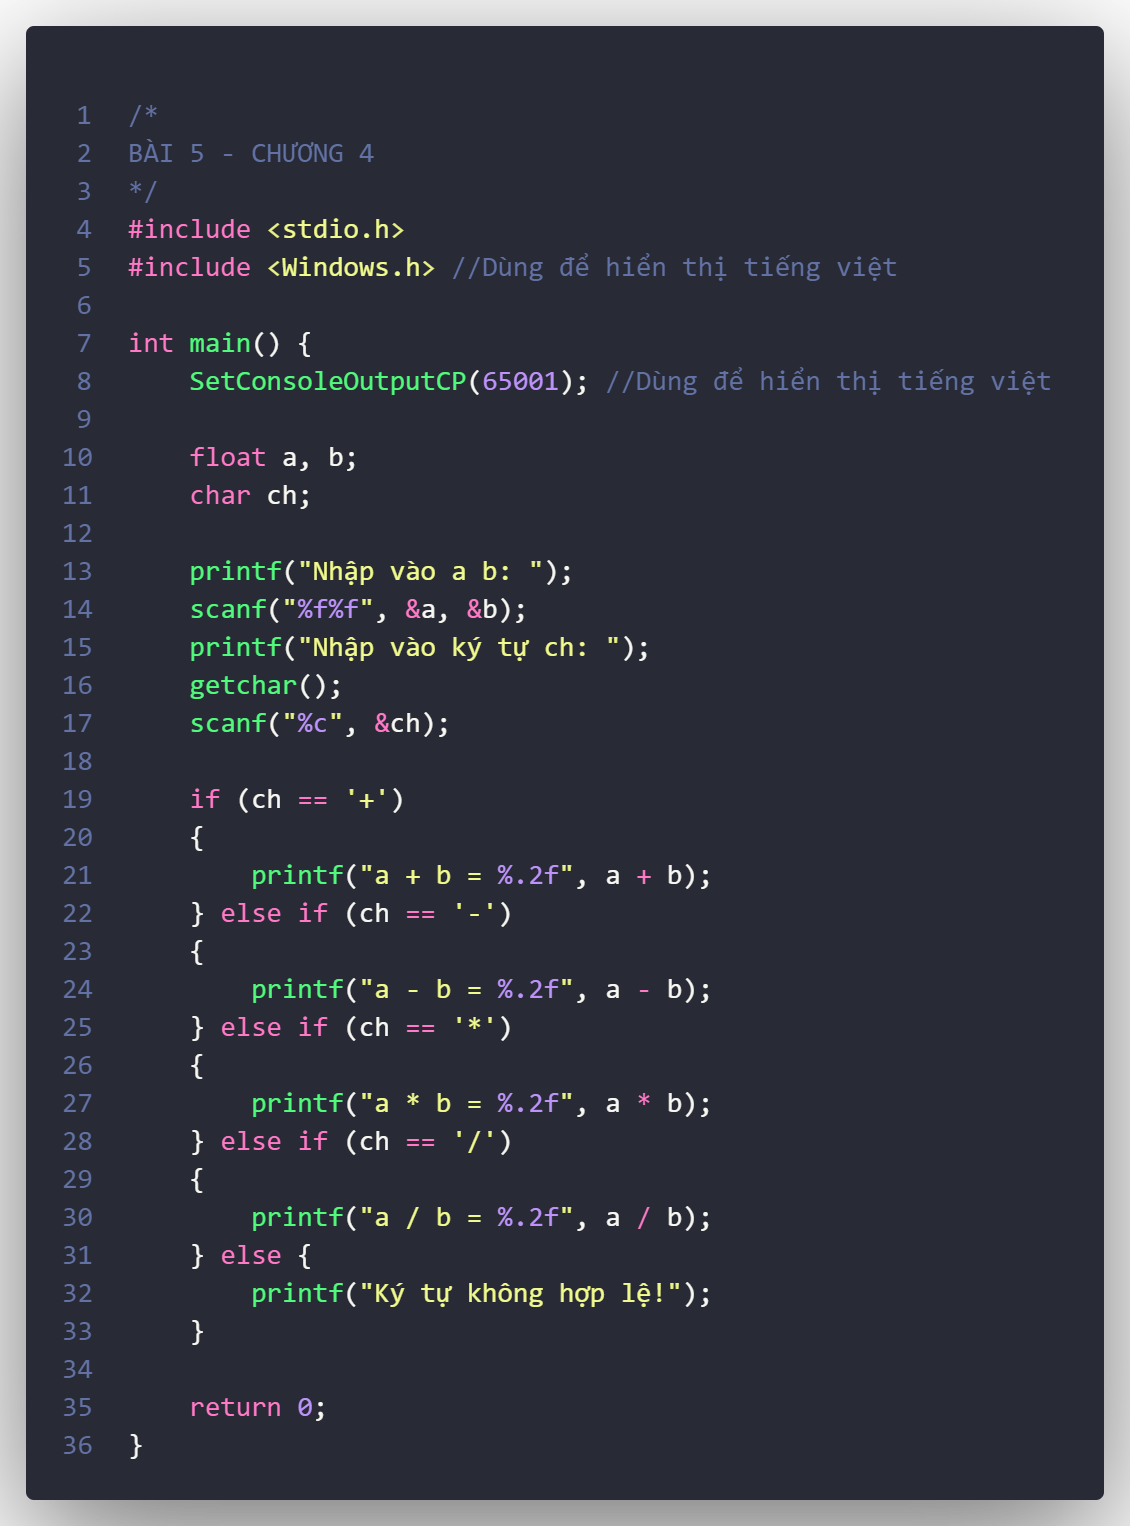 1 /*
2 BÀI 5 - CHƯƠNG 4
3 */
4 #include <stdio.h>
5 #include <Windows.h> //Dùng để hiển thị tiếng việt
6
7 int main() {
8     SetConsoleOutputCP(65001); //Dùng để hiển thị tiếng việt
9
10     float a, b;
11     char ch;
12
13     printf("Nhập vào a b: ");
14     scanf("%f%f", &a, &b);
15     printf("Nhập vào ký tự ch: ");
16     getchar();
17     scanf("%c", &ch);
18
19     if (ch == '+')
20     {
21         printf("a + b = %.2f", a + b);
22     } else if (ch == '-')
23     {
24         printf("a - b = %.2f", a - b);
25     } else if (ch == '*')
26     {
27         printf("a * b = %.2f", a * b);
28     } else if (ch == '/')
29     {
30         printf("a / b = %.2f", a / b);
31     } else {
32         printf("Ký tự không hợp lệ!");
33     }
34
35     return 0;
36 }